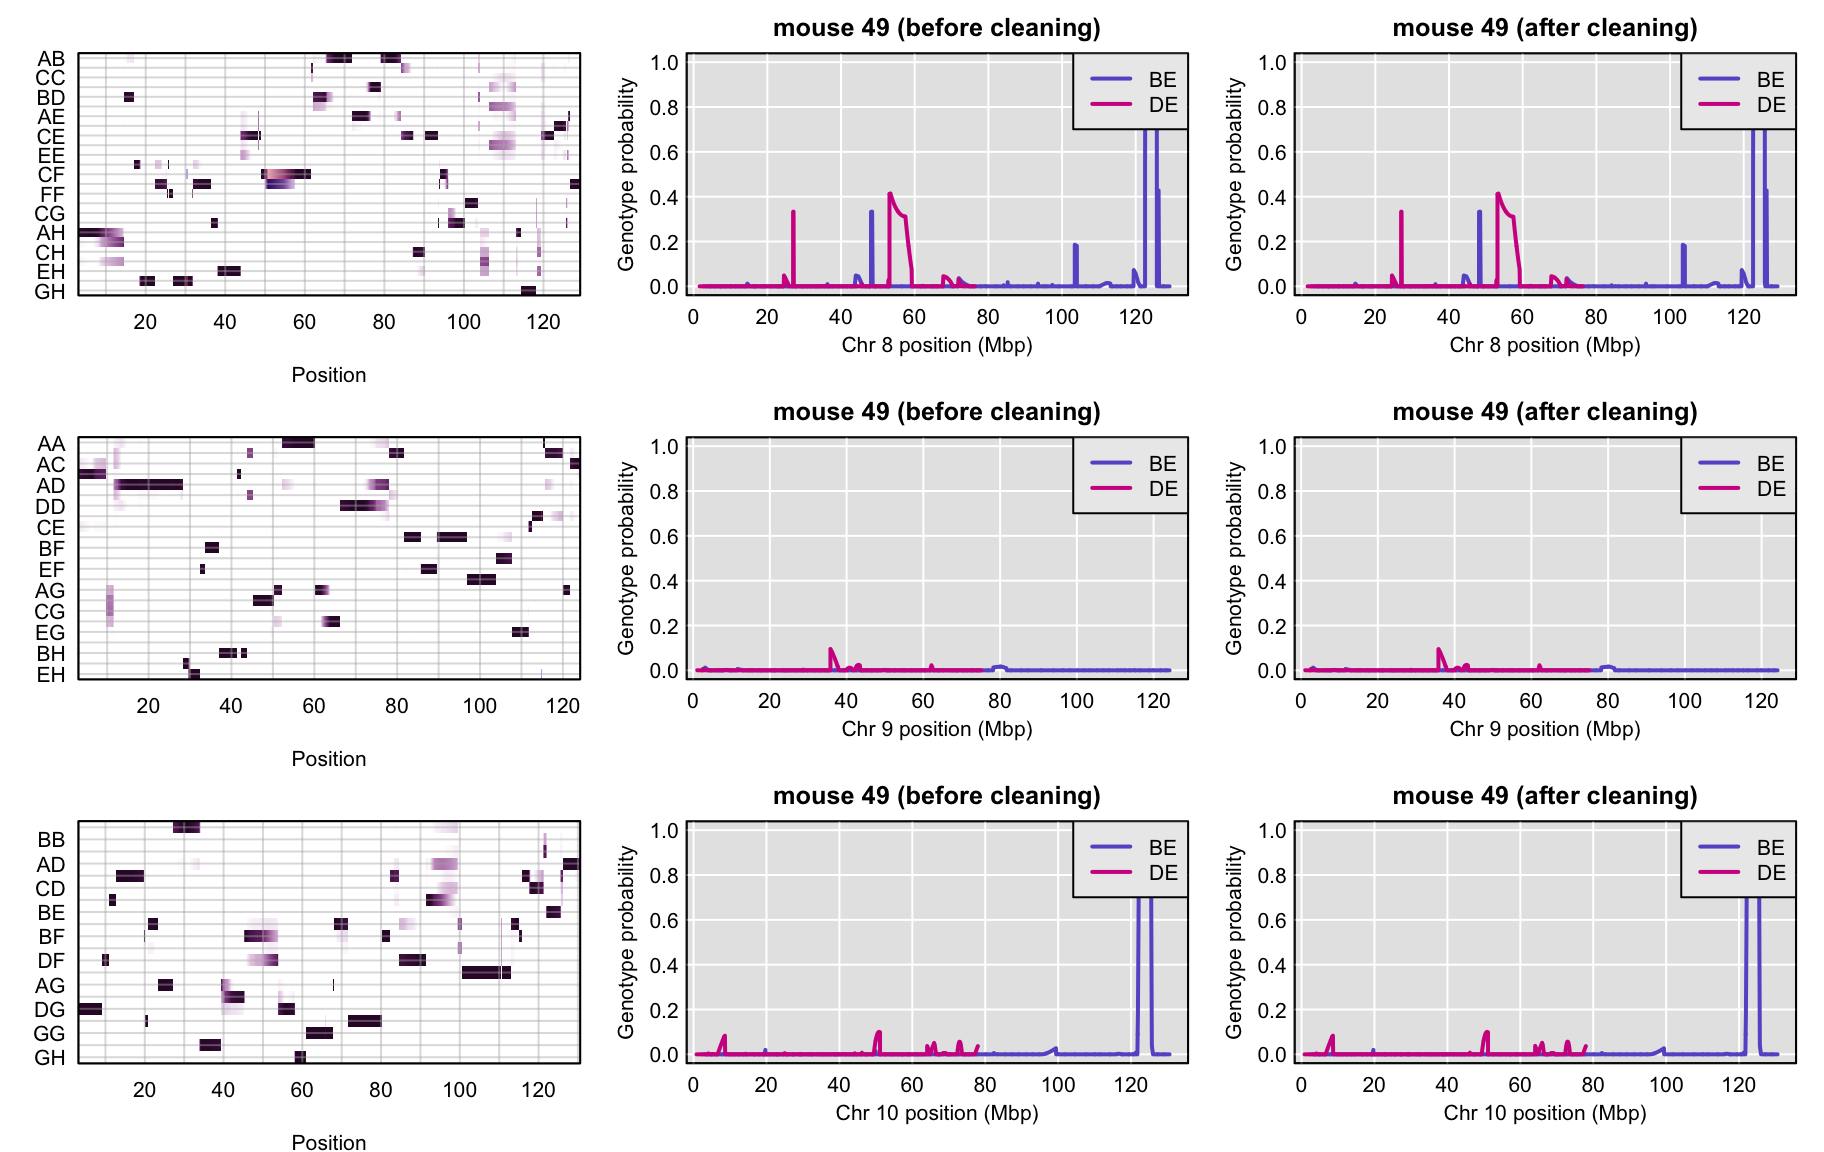 AB
CC
BD
AE
CE
EE
CF
FF
CG
AH
CH
EH
GH
20 40 60 80 100 120
Position
mouse 49 (before cleaning)
Genotype probability
1.0
0.8
0.6
0.4
0.2
0.0
BE
DE
0 20 40 60 80 100 120
Chr 8 position (Mbp)
mouse 49 (after cleaning)
Genotype probability
1.0
0.8
0.6
0.4
0.2
0.0
BE
DE
0 20 40 60 80 100 120
Chr 8 position (Mbp)
AA
AC
AD
DD
CE
BF
EF
AG
CG
EG
BH
EH
20 40 60 80 100 120
Position
mouse 49 (before cleaning)
Genotype probability
1.0
0.8
0.6
0.4
0.2
0.0
BE
DE
0 20 40 60 80 100 120
Chr 9 position (Mbp)
mouse 49 (after cleaning)
Genotype probability
1.0
0.8
0.6
0.4
0.2
0.0
BE
DE
0 20 40 60 80 100 120
Chr 9 position (Mbp)
BB
AD
CD
BE
BF
DF
AG
DG
GG
GH
20 40 60 80 100 120
Position
mouse 49 (before cleaning)
Genotype probability
1.0
0.8
0.6
0.4
0.2
0.0
BE
DE
0 20 40 60 80 100 120
Chr 10 position (Mbp)
mouse 49 (after cleaning)
Genotype probability
1.0
0.8
0.6
0.4
0.2
0.0
BE
DE
0 20 40 60 80 100 120
Chr 10 position (Mbp)